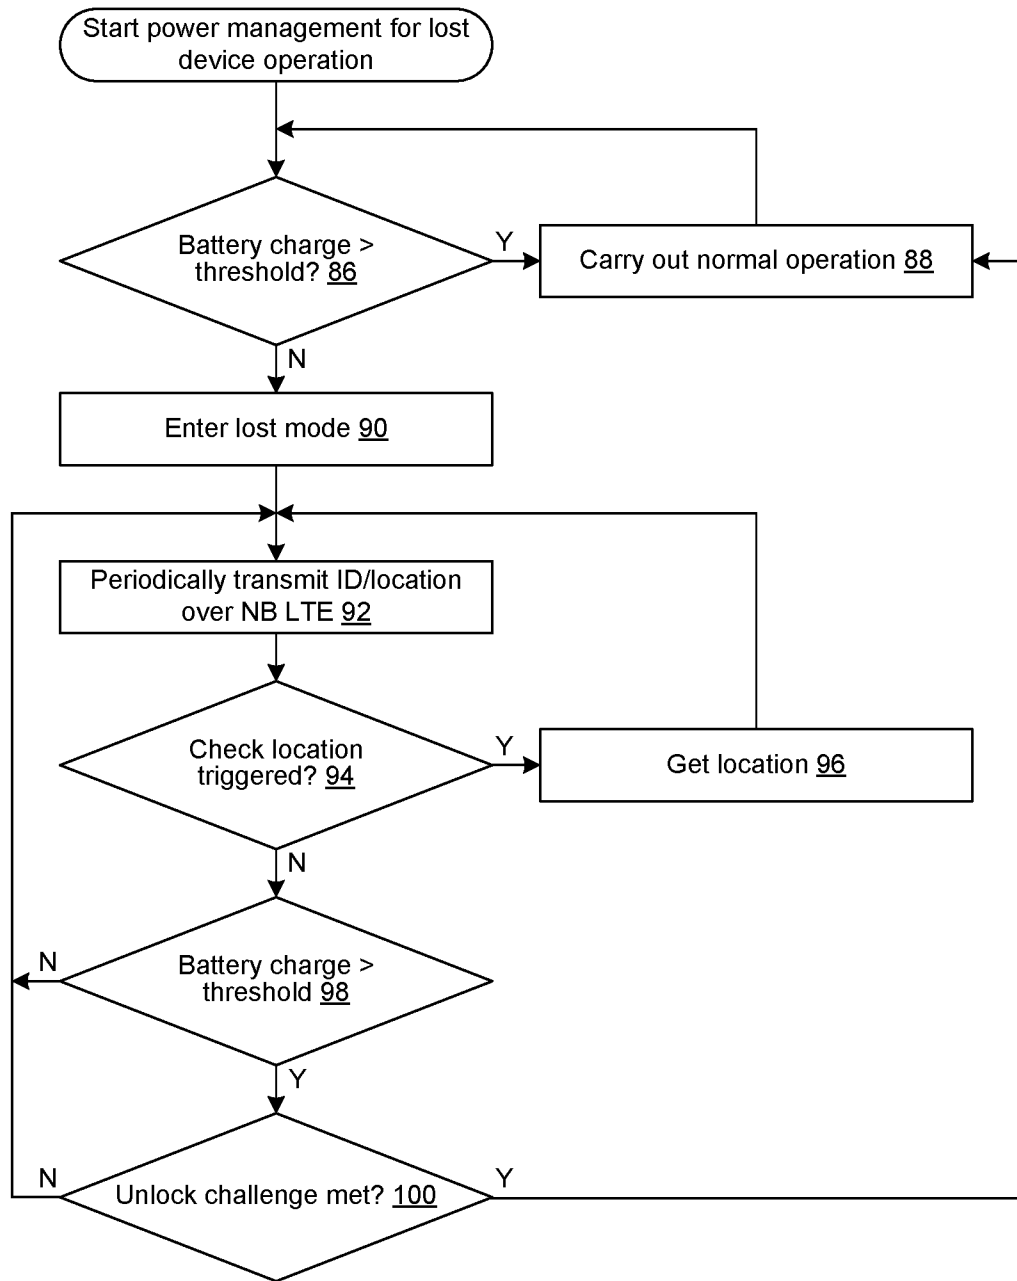 Start power management for lost
device operation
Battery charge >
threshold? 86
Y
Carry out normal operation 88
N
Enter lost mode 90
Periodically transmit ID/location
over NB LTE 92
Check location
triggered? 94
Y
Get location 96
N
Battery charge >
threshold 98
N
Y
Unlock challenge met? 100
N
Y